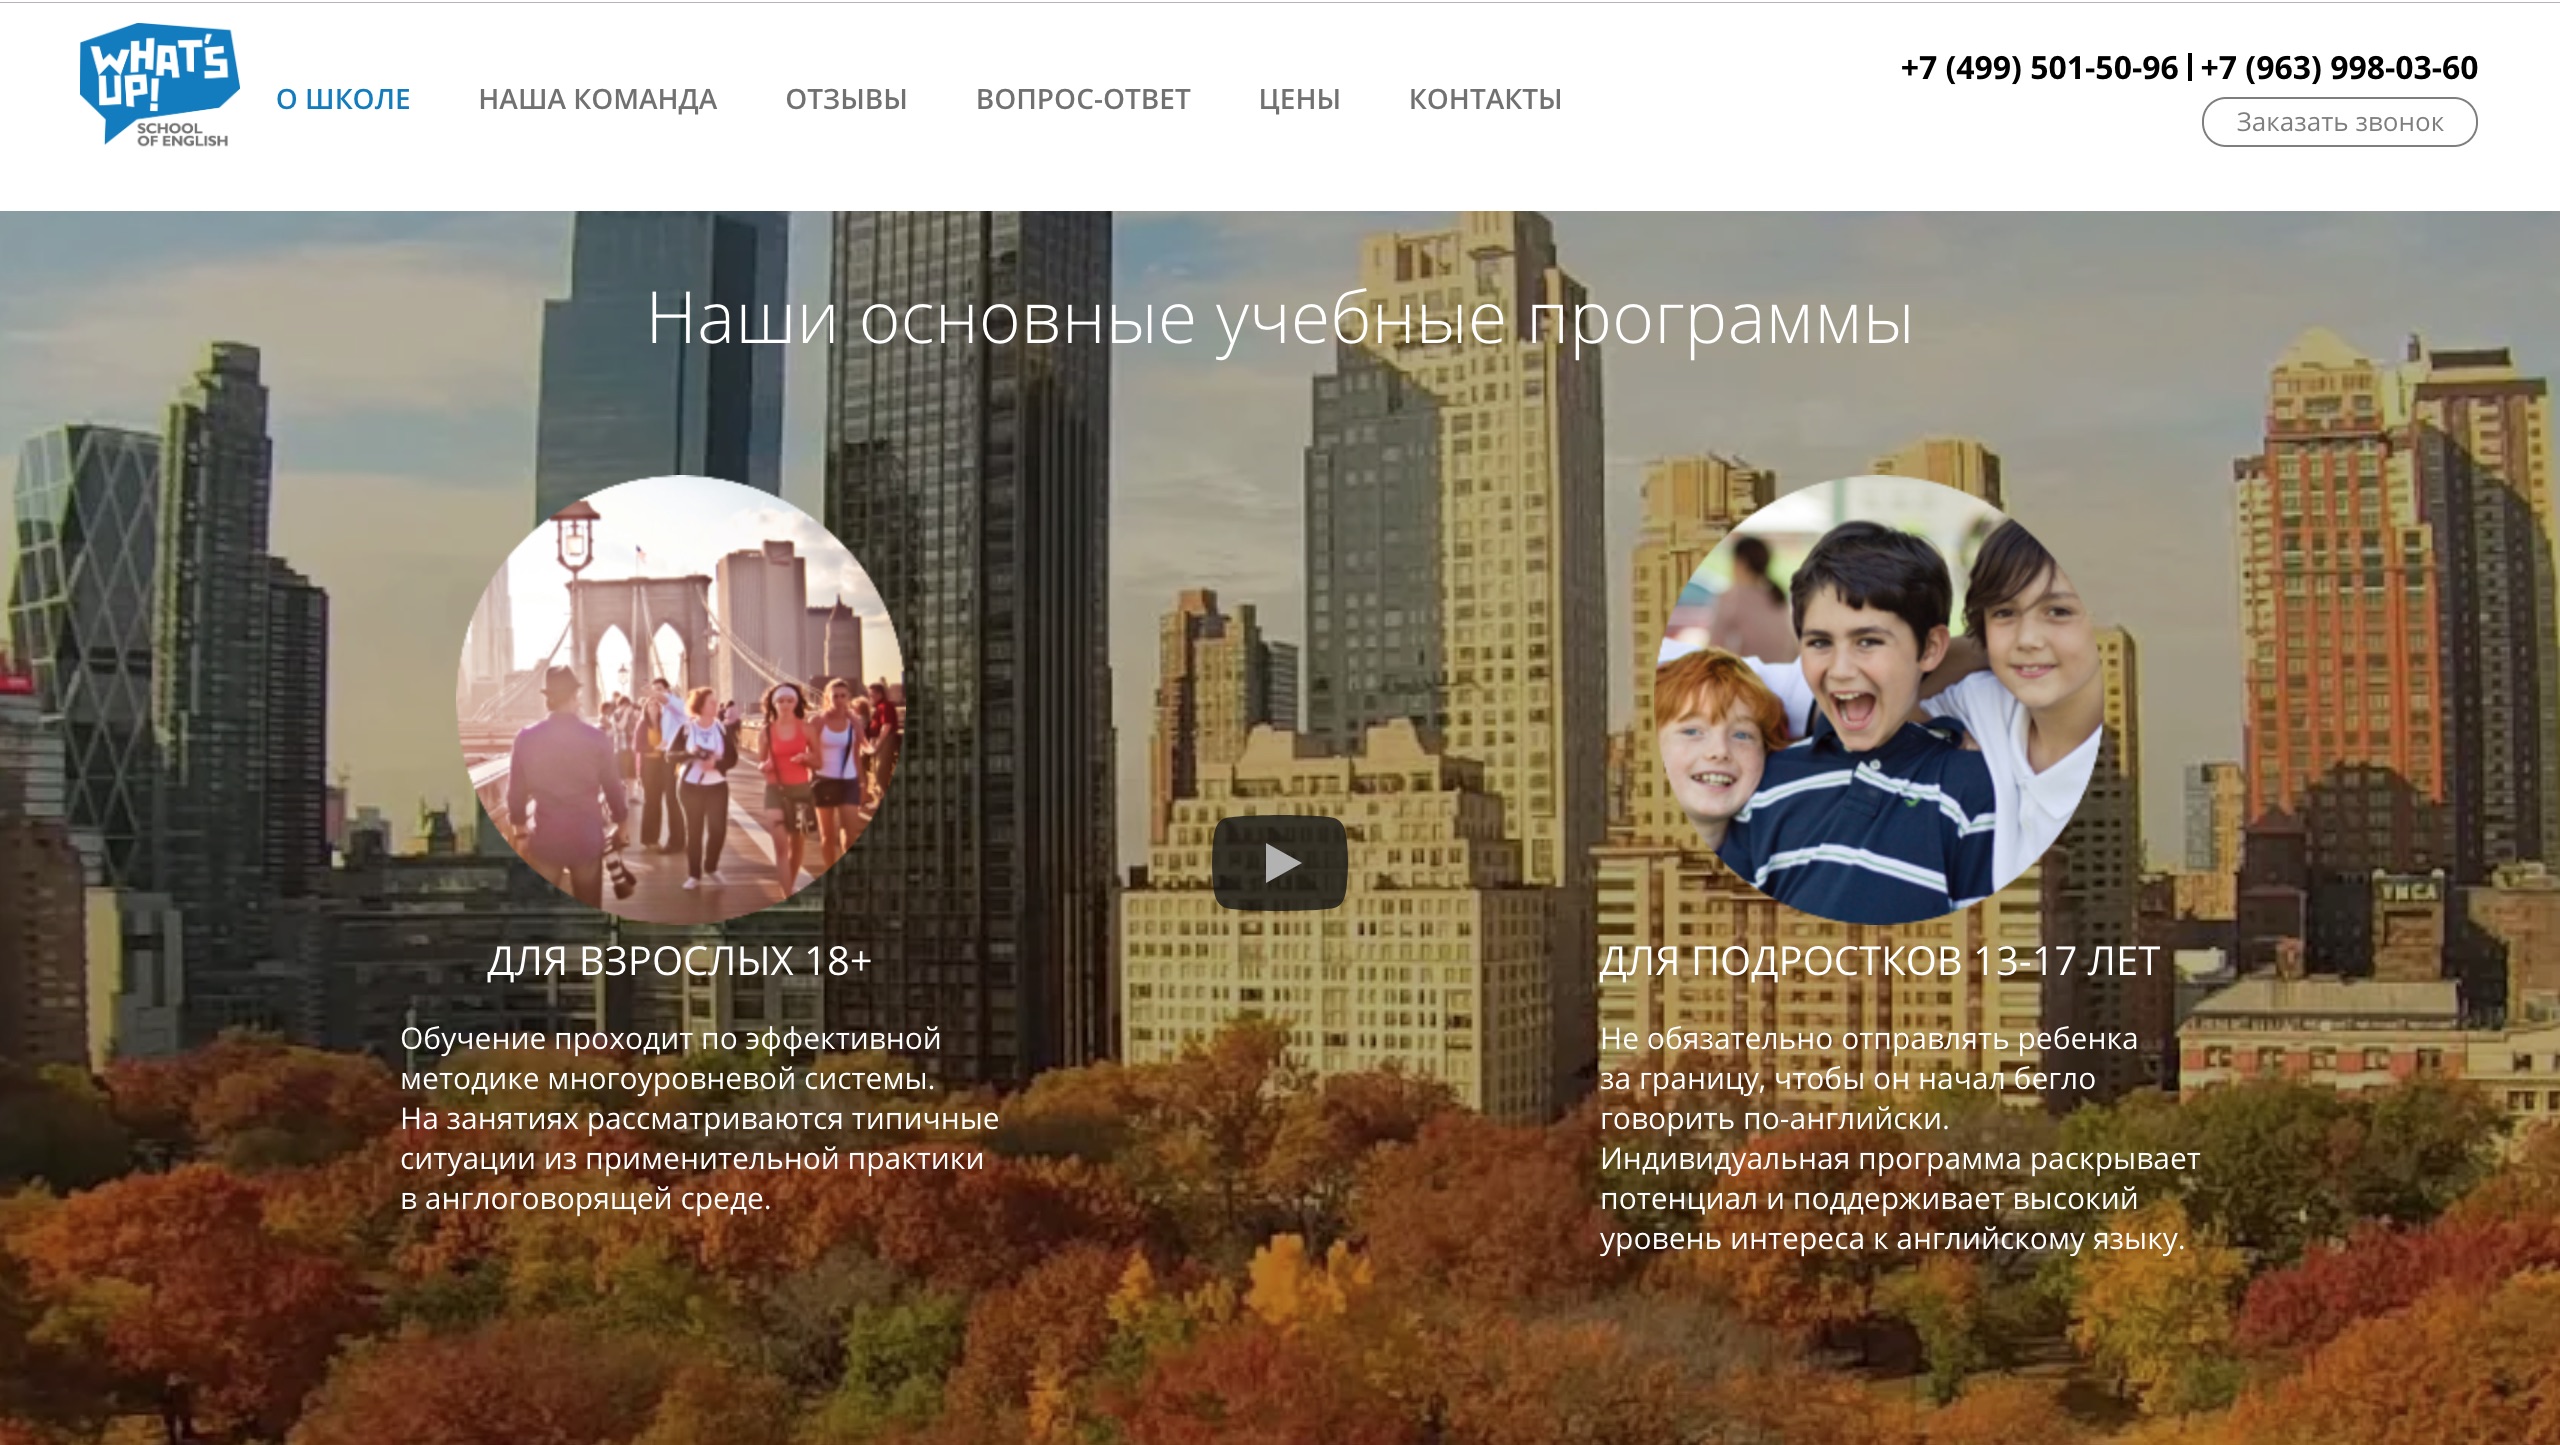 WHAT'S
UP!
SCHOOL
OF ENGLISH
О ШКОЛЕ
НАША КОМАНДА
ОТЗЫВЫ
ВОПРОС-ОТВЕТ
ЦЕНЫ
КОНТАКТЫ
+7 (499) 501-50-96 | +7 (963) 998-03-60
Заказать звонок
Наши основные учебные программы
ДЛЯ ВЗРОСЛЫХ 18+
Обучение проходит по эффективной
методике многоуровневой системы.
На занятиях рассматриваются типичные
ситуации из применительной практики
в англоговорящей среде.
ДЛЯ ПОДРОСТКОВ 13-17 ЛЕТ
Не обязательно отправлять ребенка
за границу, чтобы он начал бегло
говорить по-английски.
Индивидуальная программа раскрывает
потенциал и поддерживает высокий
уровень интереса к английскому языку.
YMCA